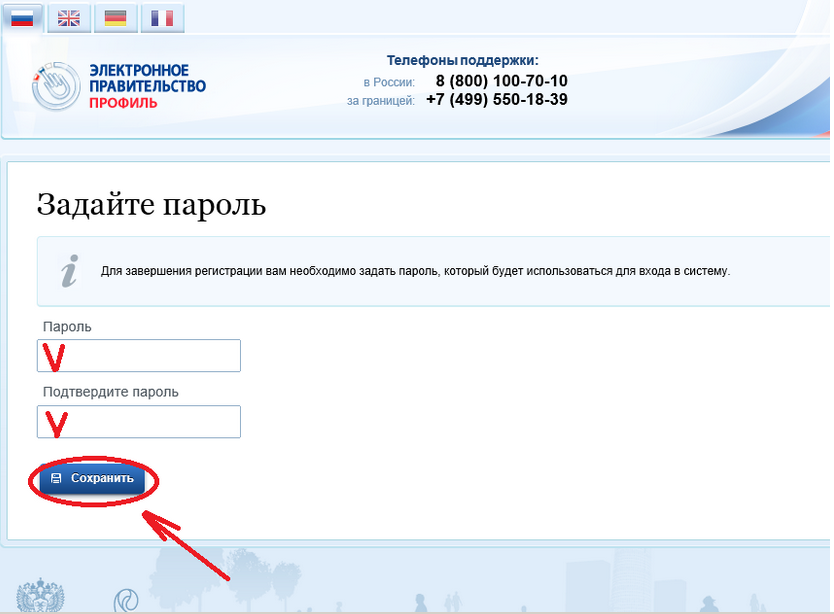 Телефоны поддержки:
ЭЛЕКТРОННОЕ
ПРАВИТЕЛЬСТВО
ПРОФИЛЬ
в России: 8 (800) 100-70-10
за границей: +7 (499) 550-18-39
Задайте пароль
Для завершения регистрации вам необходимо задать пароль, который будет использоваться для входа в систему.
Пароль
Подтвердите пароль
Сохранить